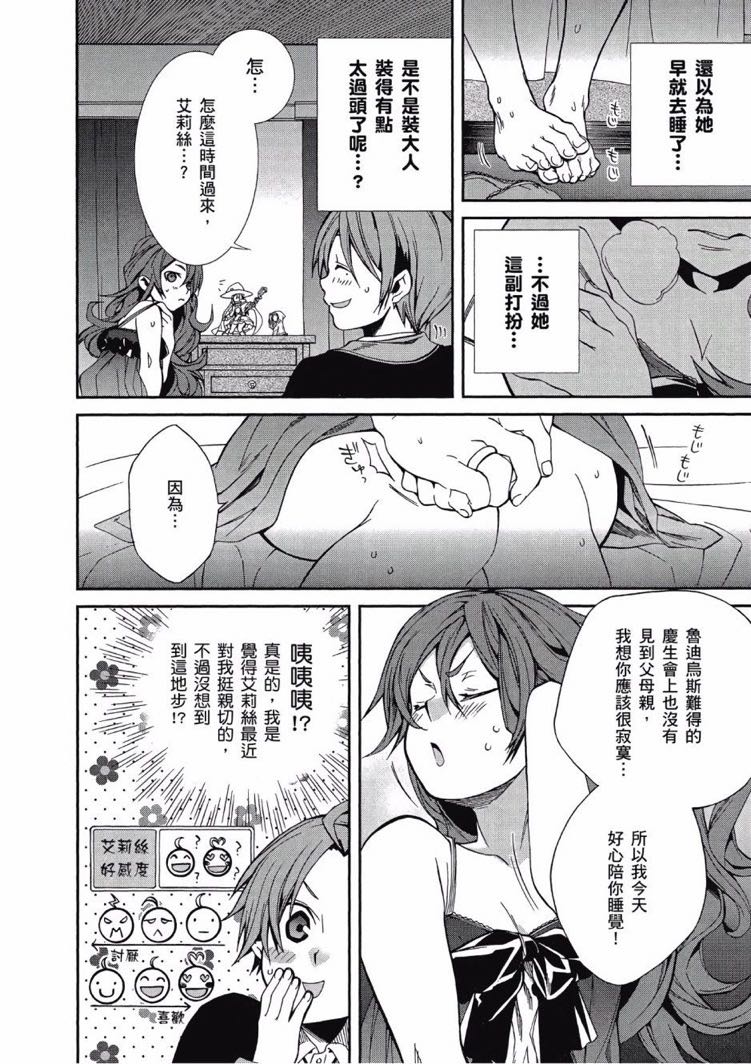 還以為她
早就去睡了…
もじ
もじ
…不過她
這副打扮…
是不是裝大人
裝得有點
太過頭了呢…?
怎…
怎麼這時間過來，
艾莉絲…?
もじ
もじ
ぎゅっ
因為…
魯迪烏斯難得的
慶生會上也沒有
見到父母親，
我想你應該很寂寞…
所以我今天
好心陪你睡覺!
咦咦咦!?
真是的，我是
覺得艾莉絲最近
對我挺親切的，
不過沒想到
到這地步!?
艾莉絲
好感度
?
?
?
?
討厭
喜歡